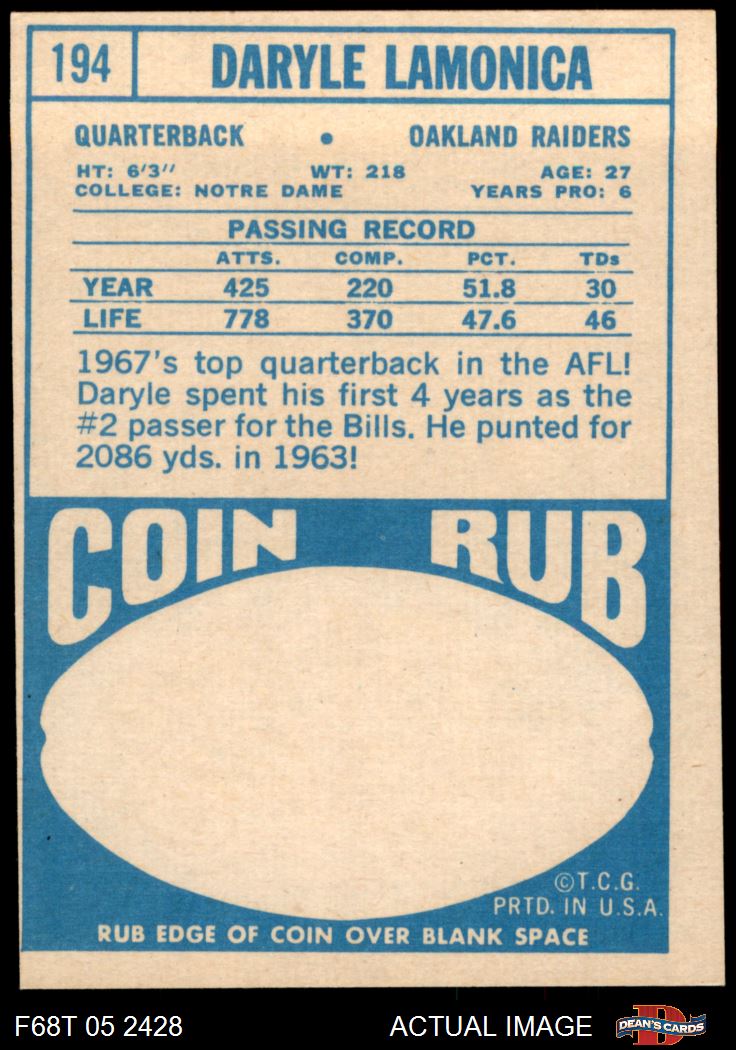 194 DARYLE LAMONICA
QUARTERBACK • OAKLAND RAIDERS
HT: 6'3" WT: 218 AGE: 27
COLLEGE: NOTRE DAME YEARS PRO: 6
PASSING RECORD
ATTS. COMP. PCT. TDs
YEAR 425 220 51.8 30
LIFE 778 370 47.6 46
1967's top quarterback in the AFL!
Daryle spent his first 4 years as the
#2 passer for the Bills. He punted for
2086 yds. in 1963!
COIN RUB
©T.C.G.
PRTD. IN U.S.A.
RUB EDGE OF COIN OVER BLANK SPACE
F68T 05 2428 ACTUAL IMAGE D DEAN'S CARDS